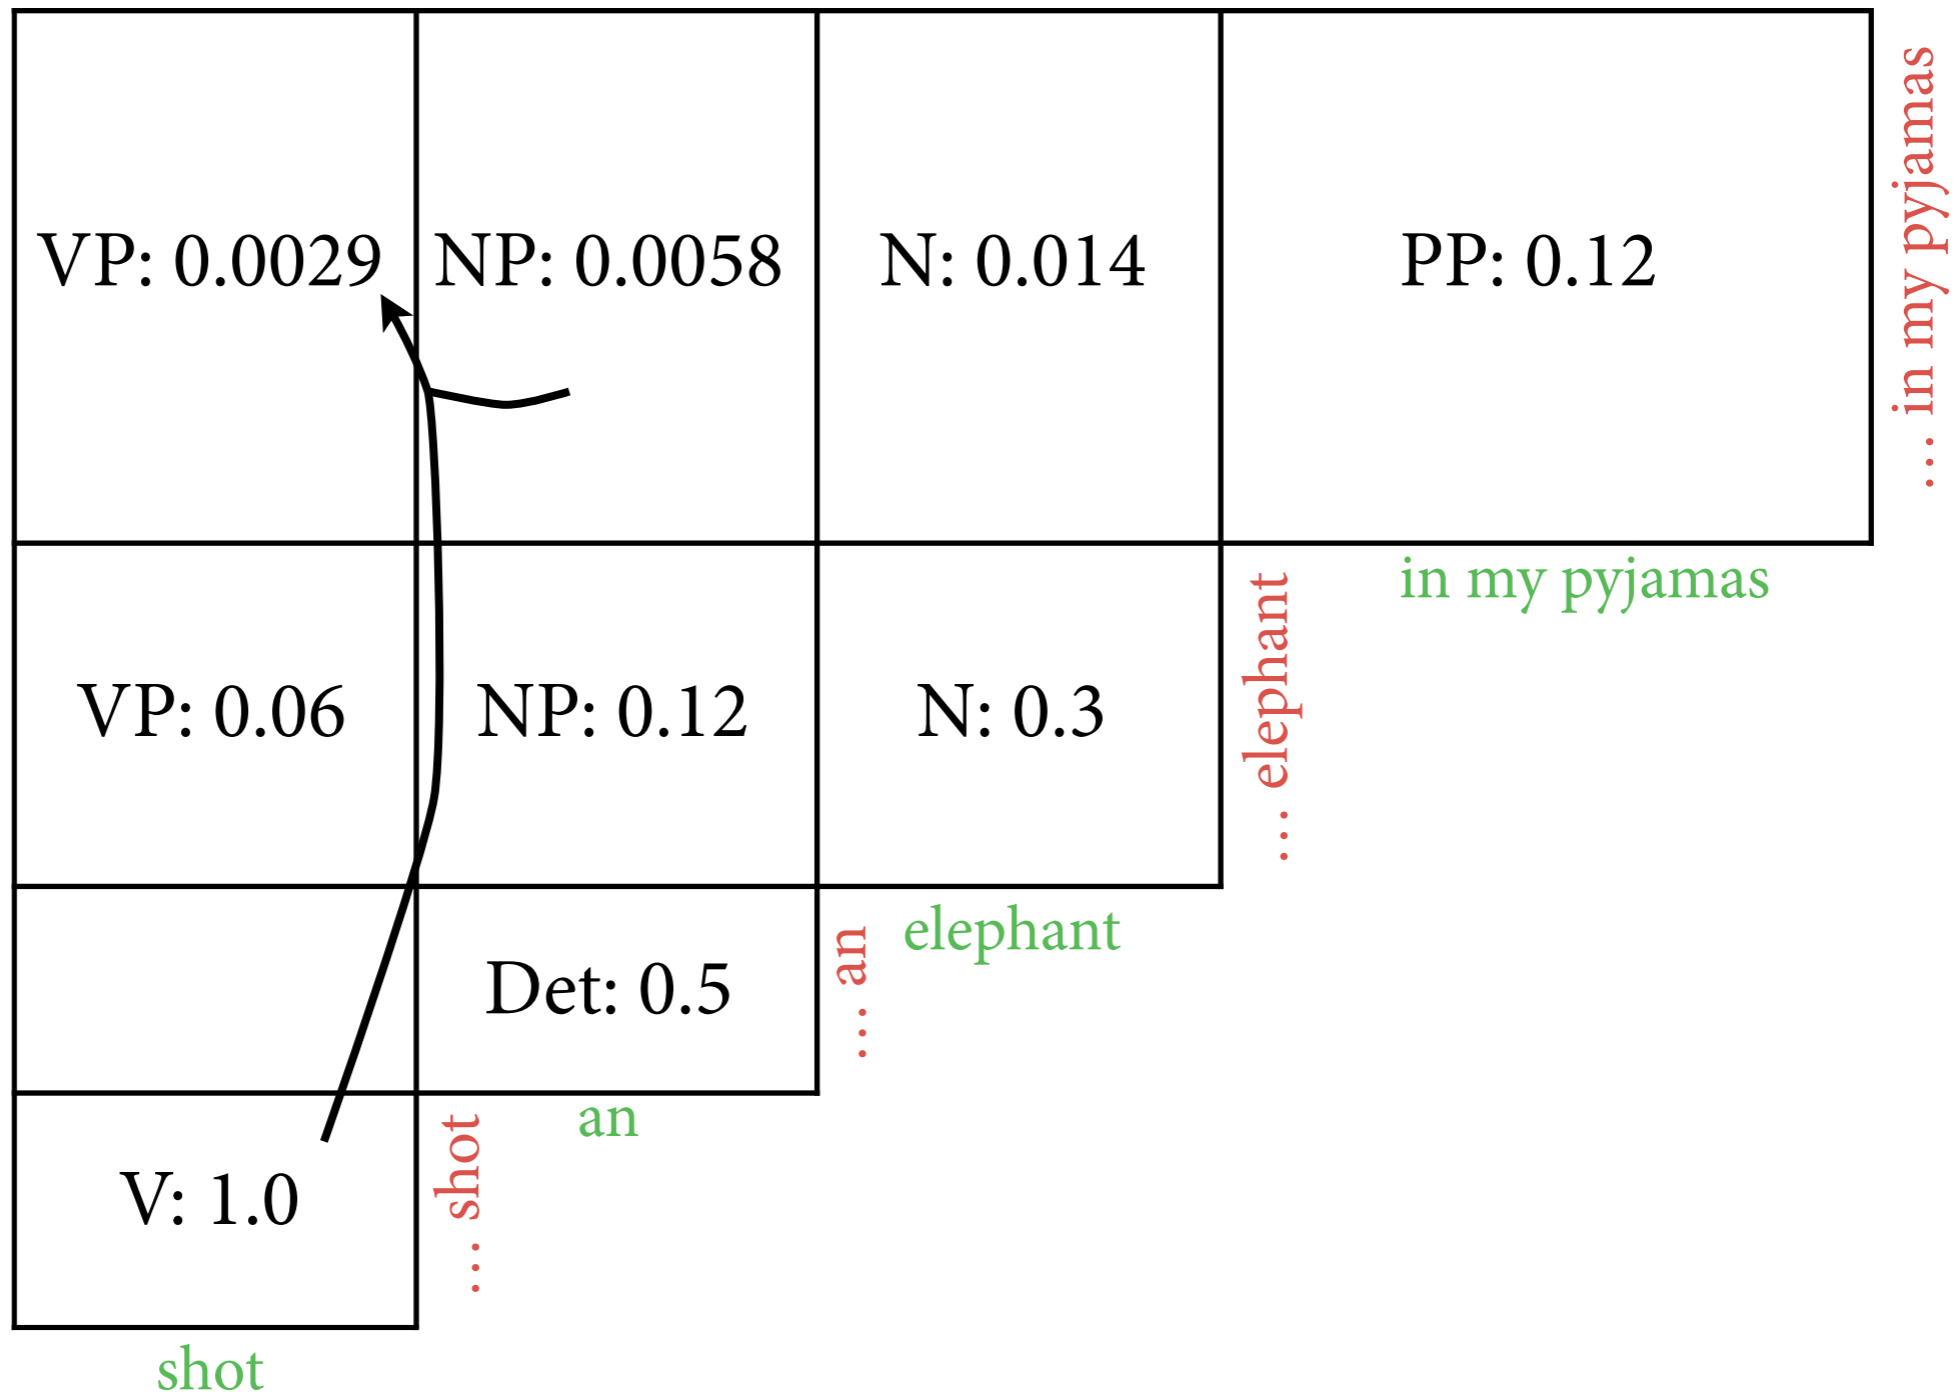 VP: 0.0029 NP: 0.0058 N: 0.014 PP: 0.12
… in my pyjamas
in my pyjamas
VP: 0.06 NP: 0.12 N: 0.3
… elephant
elephant
Det: 0.5
… an
an
V: 1.0
… shot
shot